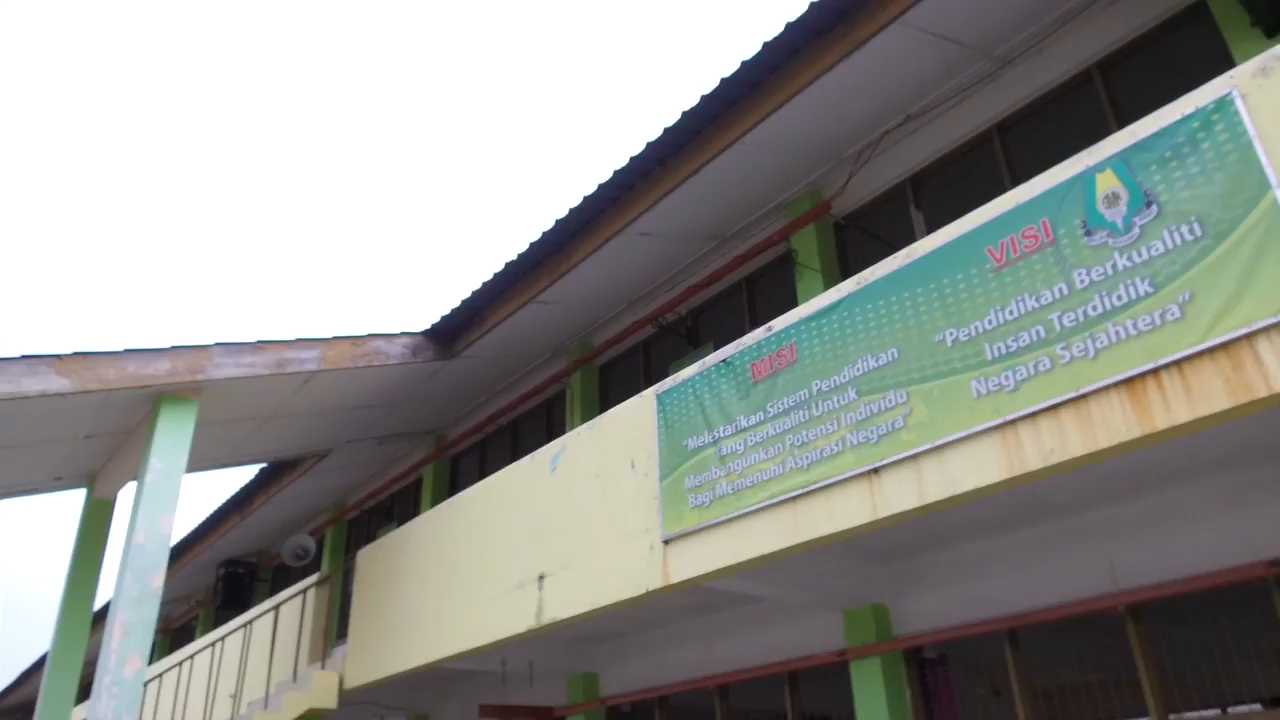 MISI
"Melestarikan Sistem Pendidikan
Yang Berkualiti Untuk
Membangunkan Potensi Individu
Bagi Memenuhi Aspirasi Negara"
VISI
"Pendidikan Berkualiti
Insan Terdidik
Negara Sejahtera"